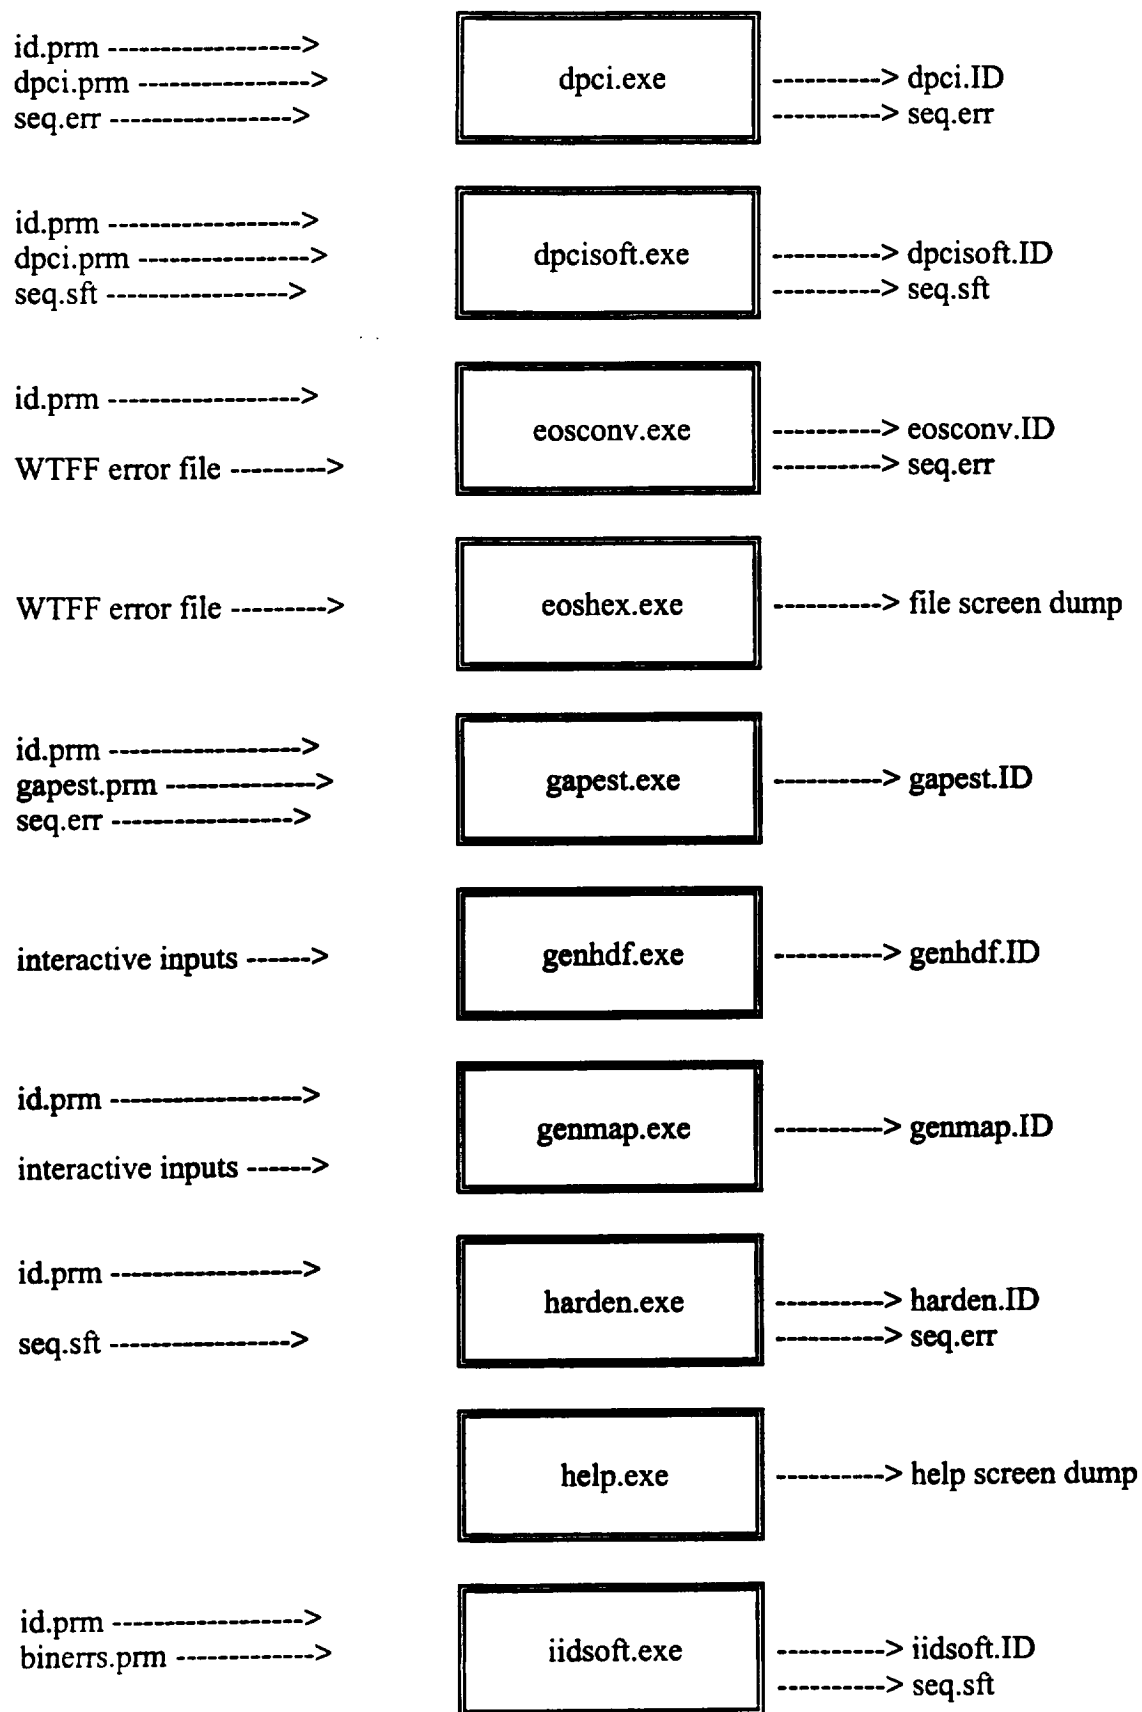 id.prm ------------------->
dpci.prm ----------------->
seq.err ------------------>
dpci.exe
----------> dpci.ID
----------> seq.err
id.prm ------------------->
dpci.prm ----------------->
seq.sft ------------------>
dpcisoft.exe
----------> dpcisoft.ID
----------> seq.sft
id.prm ------------------->
WTFF error file --------->
eosconv.exe
----------> eosconv.ID
----------> seq.err
WTFF error file --------->
eoshex.exe
----------> file screen dump
id.prm ------------------->
gapest.prm --------------->
seq.err ------------------>
gapest.exe
----------> gapest.ID
interactive inputs ------>
genhdf.exe
----------> genhdf.ID
id.prm ------------------->
interactive inputs ------>
genmap.exe
----------> genmap.ID
id.prm ------------------->
seq.sft ------------------>
harden.exe
----------> harden.ID
----------> seq.err
help.exe
----------> help screen dump
id.prm ------------------->
binerrs.prm ------------->
iidsoft.exe
----------> iidsoft.ID
----------> seq.sft